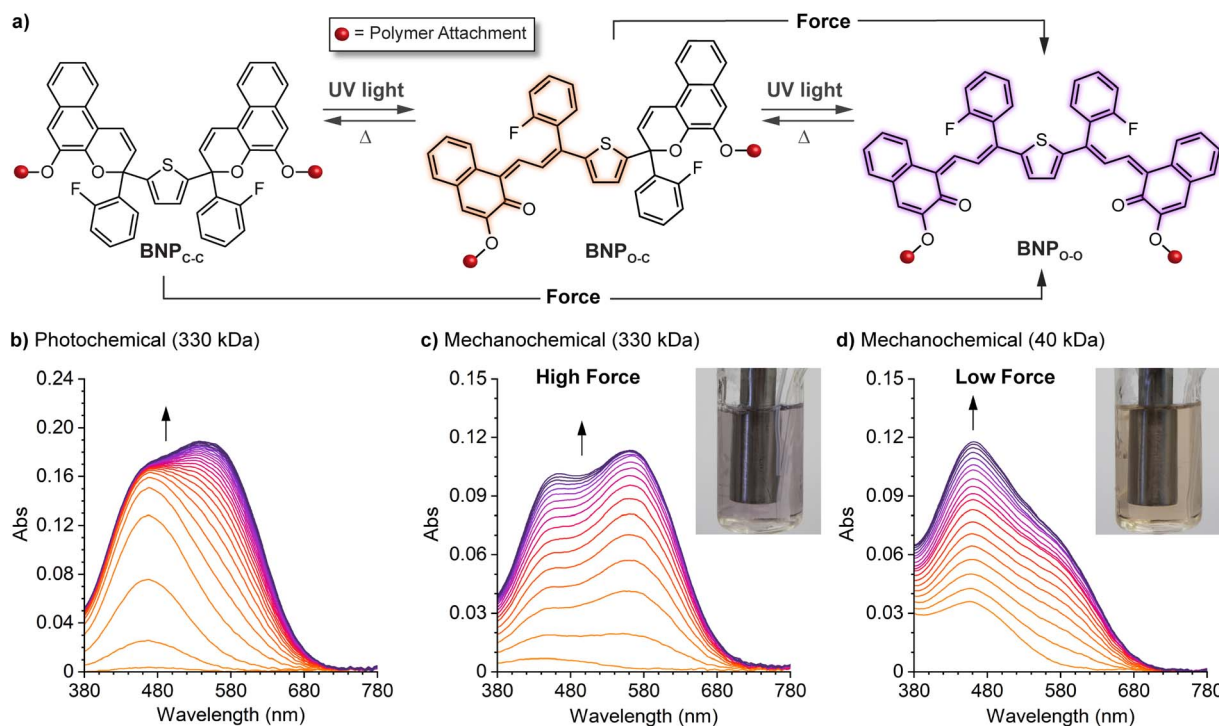 a)
= Polymer Attachment
Force
UV light
Δ
UV light
Δ
O
O
S
O
O
F
F
BNP C-C
F
S
O
O
F
O
O
BNP O-C
F
S
F
O
O
O
O
BNP O-O
Force
b) Photochemical (330 kDa)
0.24
0.20
0.16
0.12
0.08
0.04
0
Abs
380 480 580 680 780
Wavelength (nm)
c) Mechanochemical (330 kDa)
High Force
0.15
0.12
0.09
0.06
0.03
0
Abs
380 480 580 680 780
Wavelength (nm)
d) Mechanochemical (40 kDa)
Low Force
0.15
0.12
0.09
0.06
0.03
0
Abs
380 480 580 680 780
Wavelength (nm)